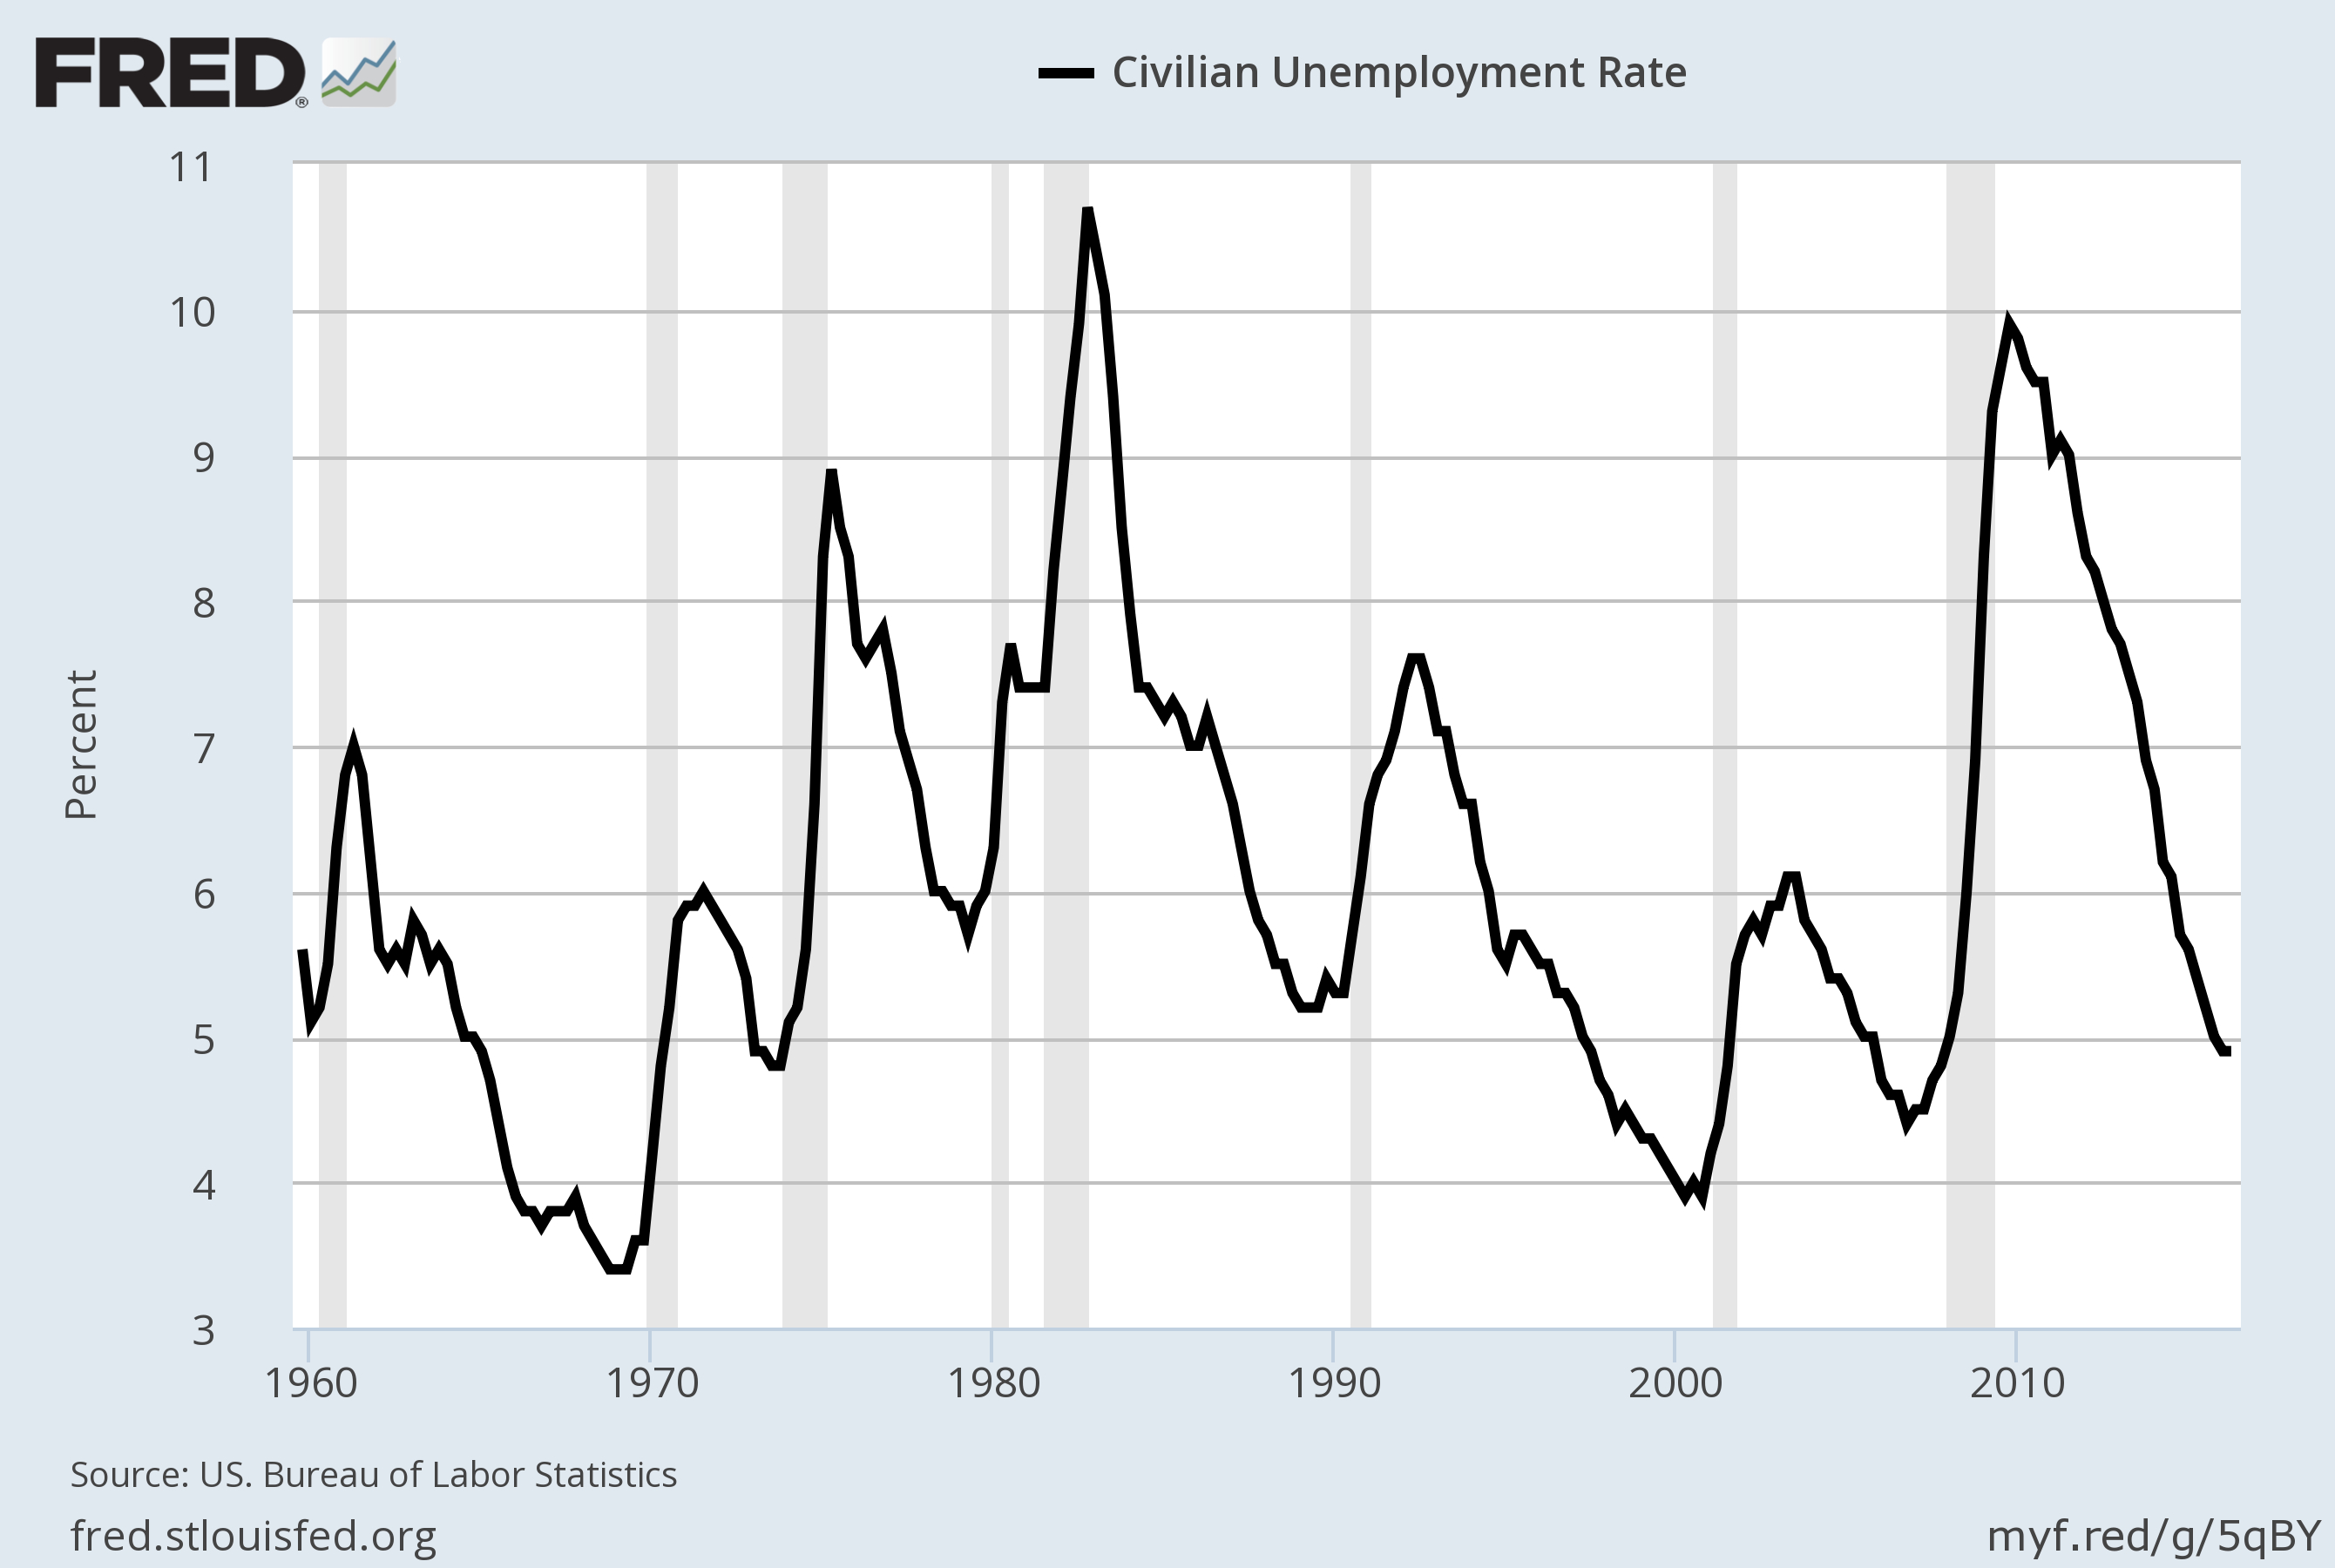 FRED®
Civilian Unemployment Rate
11
10
9
8
7
6
5
4
3
Percent
1960 1970 1980 1990 2000 2010
Source: US. Bureau of Labor Statistics
fred.stlouisfed.org
myf.red/g/5qBY